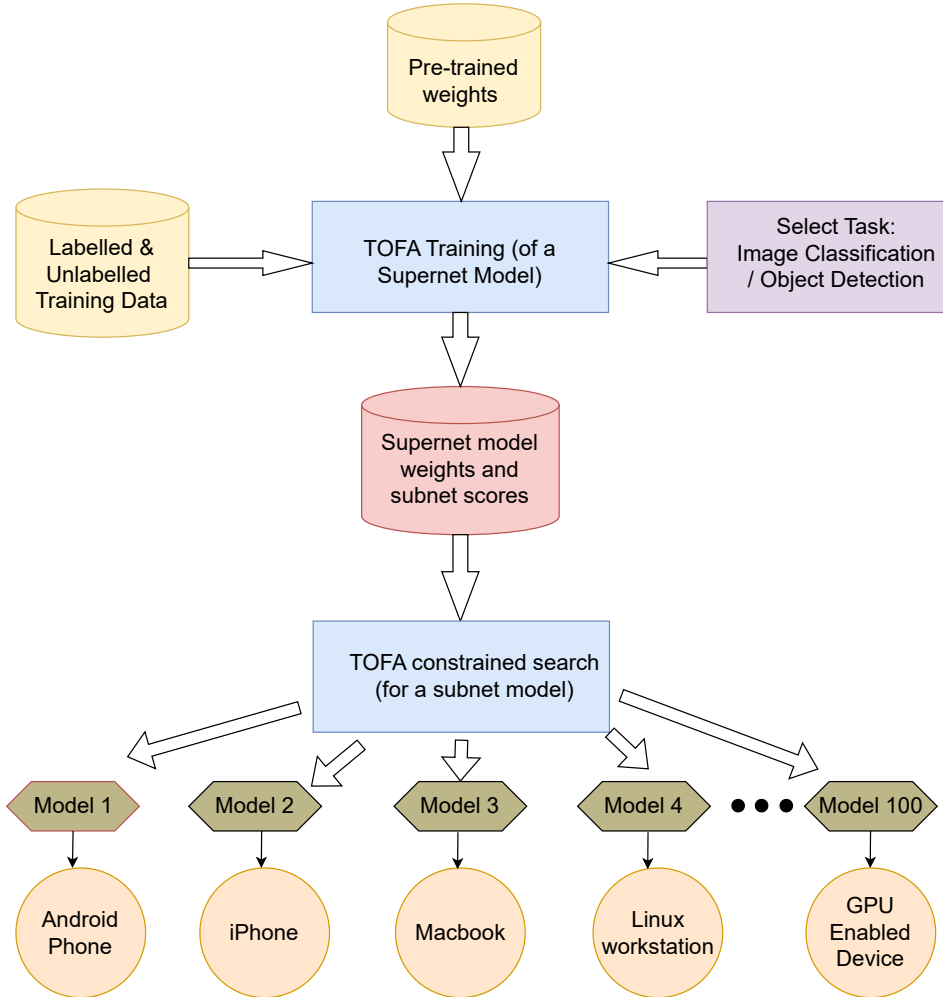 Pre-trained
weights
Labelled &
Unlabelled
Training Data
TOFA Training (of a
Supernet Model)
Select Task:
Image Classification
/ Object Detection
Supernet model
weights and
subnet scores
TOFA constrained search
(for a subnet model)
Model 1
Model 2
Model 3
Model 4
Model 100
Android
Phone
iPhone
Macbook
Linux
workstation
GPU
Enabled
Device